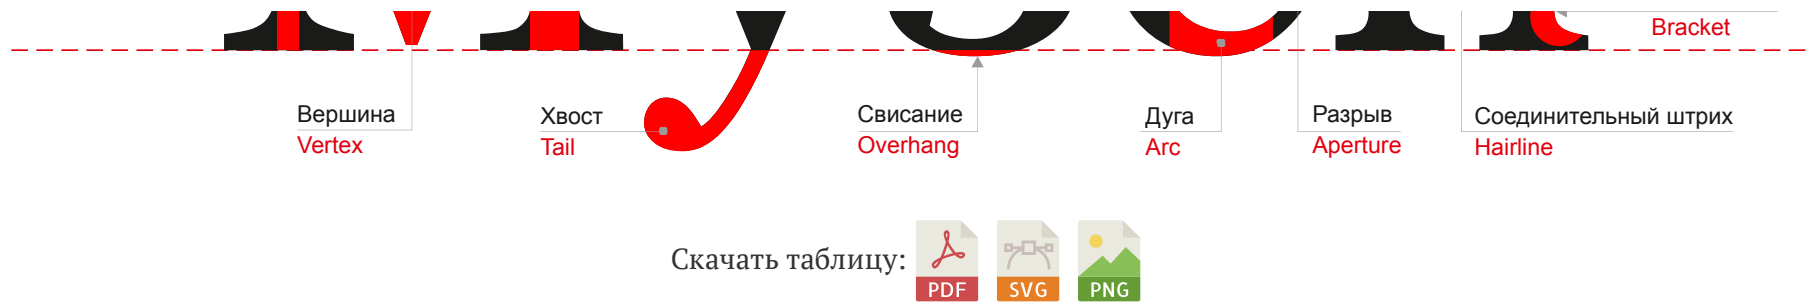 Bracket
Вершина
Vertex
Хвост
Tail
Свисание
Overhang
Дуга
Arc
Разрыв
Aperture
Соединительный штрих
Hairline
Скачать таблицу:
PDF
SVG
PNG